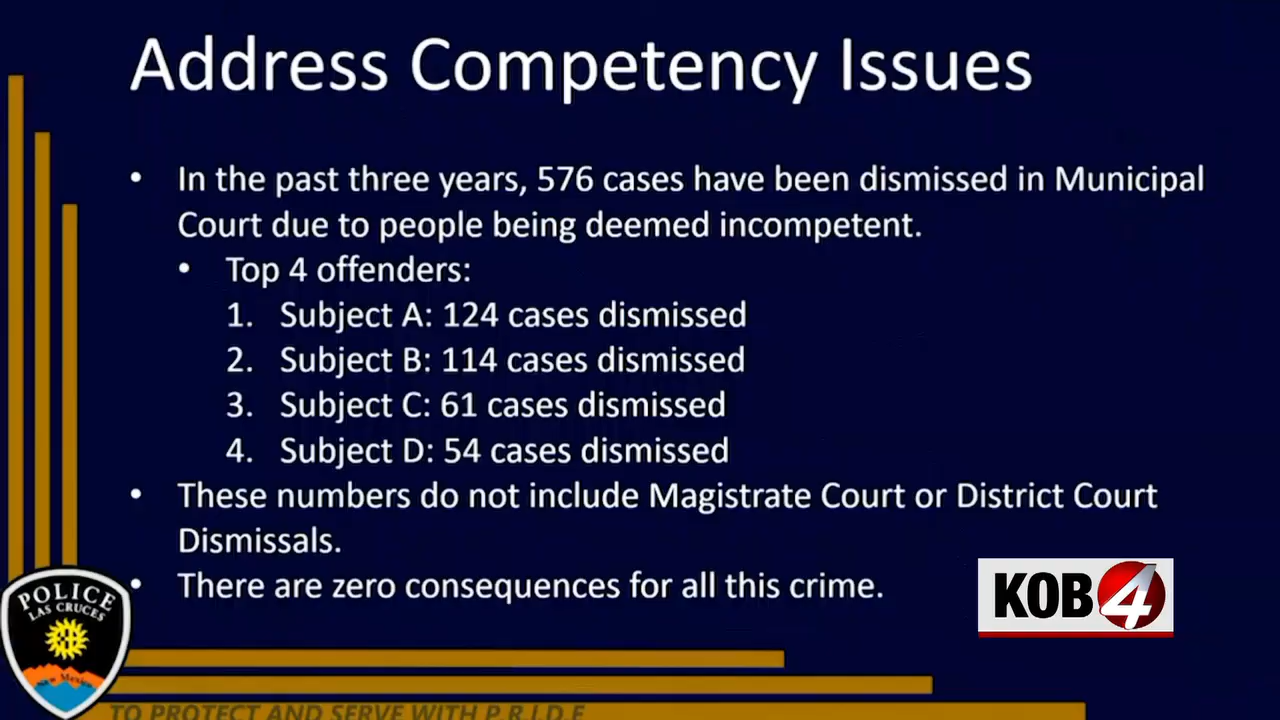 Address Competency Issues
• In the past three years, 576 cases have been dismissed in Municipal
Court due to people being deemed incompetent.
• Top 4 offenders:
1. Subject A: 124 cases dismissed
2. Subject B: 114 cases dismissed
3. Subject C: 61 cases dismissed
4. Subject D: 54 cases dismissed
• These numbers do not include Magistrate Court or District Court
Dismissals.
• There are zero consequences for all this crime.
KOB 4
POLICE
LAS CRUCES
New Mexico
TO PROTECT AND SERVE WITH P.R.I.D.E